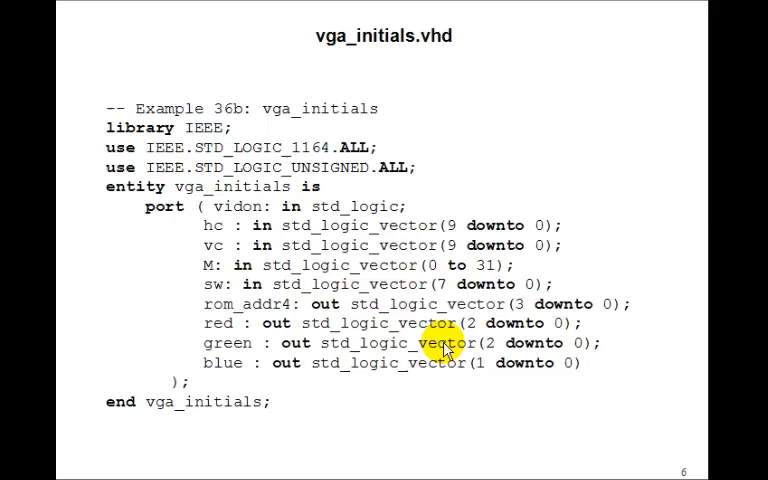 vga_initials.vhd
-- Example 36b: vga_initials
library IEEE;
use IEEE.STD_LOGIC_1164.ALL;
use IEEE.STD_LOGIC_UNSIGNED.ALL;
entity vga_initials is
port ( vidon: in std_logic;
hc : in std_logic_vector(9 downto 0);
vc : in std_logic_vector(9 downto 0);
M: in std_logic_vector(0 to 31);
sw: in std_logic_vector(7 downto 0);
rom_addr4: out std_logic_vector(3 downto 0);
red : out std_logic_vector(2 downto 0);
green : out std_logic_vector(2 downto 0);
blue : out std_logic_vector(1 downto 0)
);
end vga_initials;
6